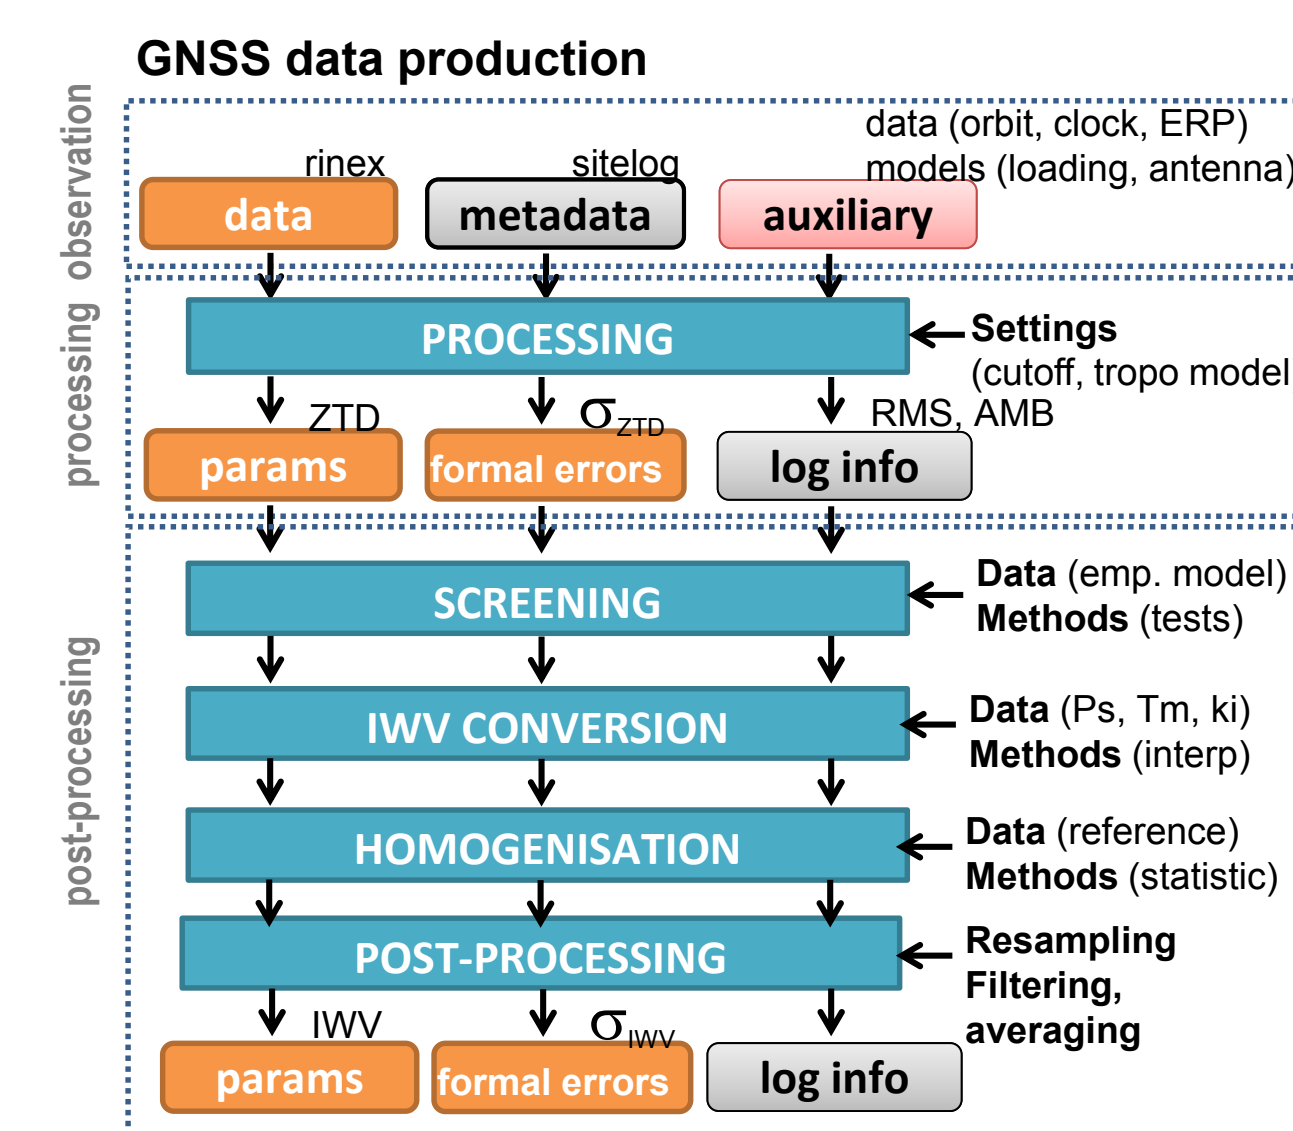 GNSS data production
observation
data (orbit, clock, ERP)
models (loading, antenna)
rinex
sitelog
data
metadata
auxiliary
processing
PROCESSING
Settings
(cutoff, tropo model
ZTD
σZTD
RMS, AMB
params
formal errors
log info
post-processing
SCREENING
Data (emp. model)
Methods (tests)
IWV CONVERSION
Data (Ps, Tm, ki)
Methods (interp)
HOMOGENISATION
Data (reference)
Methods (statistic)
POST-PROCESSING
Resampling
Filtering,
averaging
IWV
σIWV
params
formal errors
log info